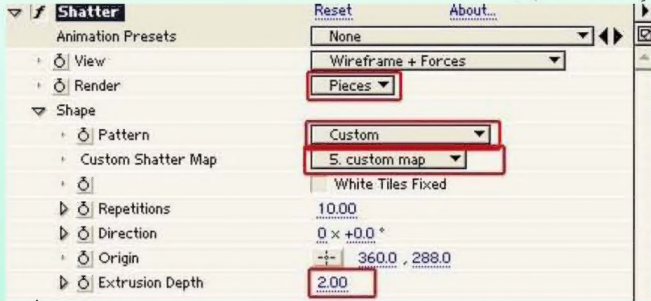 Shatter Reset About...
Animation Presets None
View Wireframe + Forces
Render Pieces
Shape
Pattern Custom
Custom Shatter Map 5. custom map
White Tiles Fixed
Repetitions 10.00
Direction 0 x +0.0 °
Origin 360.0 , 288.0
Extrusion Depth 2.00